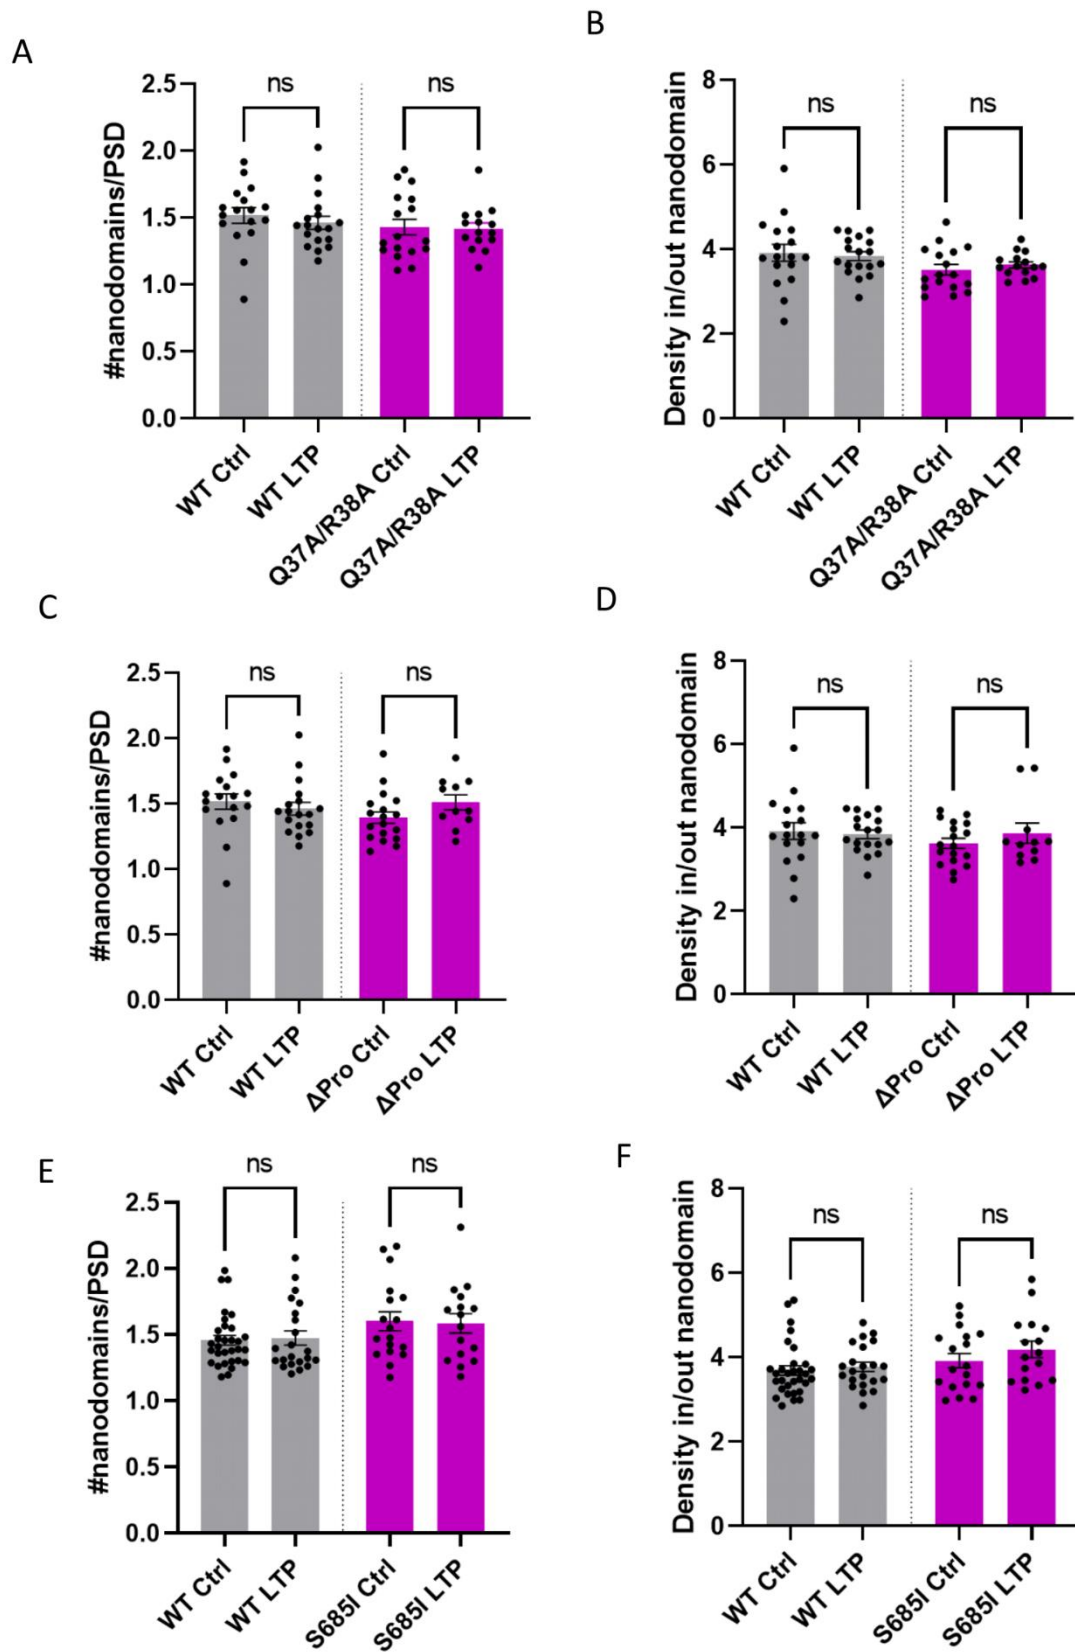 A
#nanodomains/PSD
2.5
2.0
1.5
1.0
0.5
0.0
ns
ns
WT Ctrl
WT LTP
Q37A/R38A Ctrl
Q37A/R38A LTP
B
Density in/out nanodomain
8
6
4
2
0
ns
ns
WT Ctrl
WT LTP
Q37A/R38A Ctrl
Q37A/R38A LTP
C
#nanodomains/PSD
2.5
2.0
1.5
1.0
0.5
0.0
ns
ns
WT Ctrl
WT LTP
ΔPro Ctrl
ΔPro LTP
D
Density in/out nanodomain
8
6
4
2
0
ns
ns
WT Ctrl
WT LTP
ΔPro Ctrl
ΔPro LTP
E
#nanodomains/PSD
2.5
2.0
1.5
1.0
0.5
0.0
ns
ns
WT Ctrl
WT LTP
S685I Ctrl
S685I LTP
F
Density in/out nanodomain
8
6
4
2
0
ns
ns
WT Ctrl
WT LTP
S685I Ctrl
S685I LTP